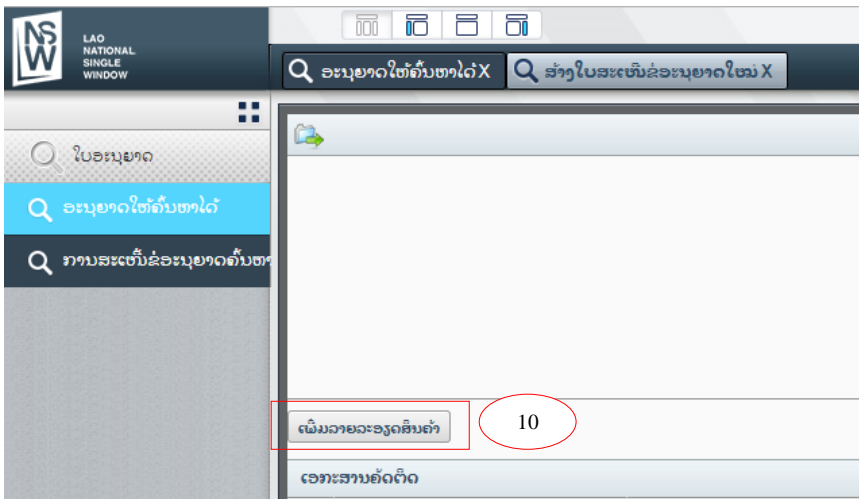 NSW
LAO
NATIONAL
SINGLE
WINDOW
ອະນຸຍາດໃຫ້ຄົ້ນຫາໄດ້ X
ສ້າງໃບສະເໜີຂໍອະນຸຍາດໃໝ່ X
ໃບອະນຸຍາດ
ອະນຸຍາດໃຫ້ຄົ້ນຫາໄດ້
ການສະເໜີຂໍອະນຸຍາດຄົ້ນຫາ
ເພີ່ມລາຍລະອຽດສິນຄ້າ
10
ເອກະສານຄັດຕິດ